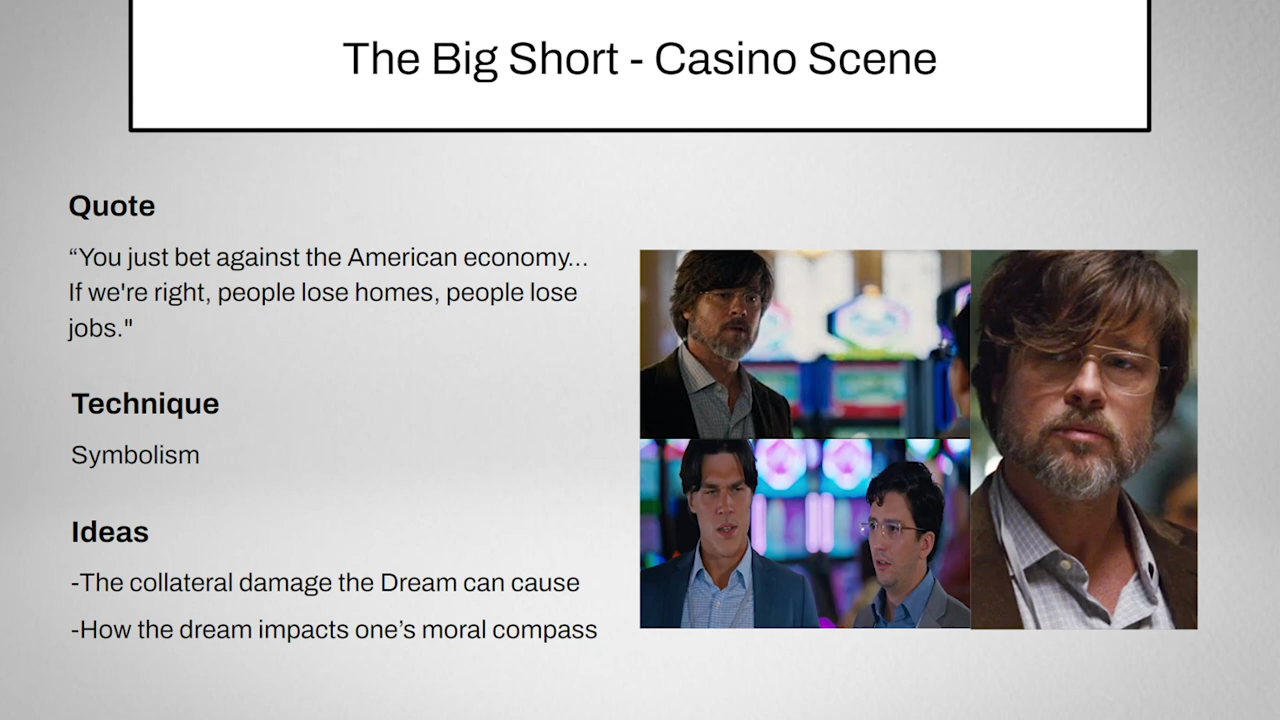 The Big Short - Casino Scene
Quote
“You just bet against the American economy...
If we're right, people lose homes, people lose
jobs."
Technique
Symbolism
Ideas
-The collateral damage the Dream can cause
-How the dream impacts one’s moral compass